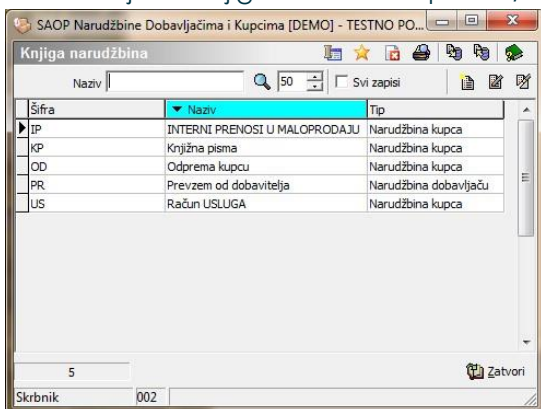 SAOP Narudžbine Dobavljačima i Kupcima [DEMO] - TESTNO PO...
Knjiga narudžbina
Naziv 50 Svi zapisi
Šifra Naziv Tip
IP INTERNI PRENOSI U MALOPRODAJU Narudžbina kupca
KP Knjižna pisma Narudžbina kupca
OD Odprema kupcu Narudžbina kupca
PR Prevzem od dobavitelja Narudžbina dobavljaču
US Račun USLUGA Narudžbina kupca
5 Zatvori
Skrbnik 002